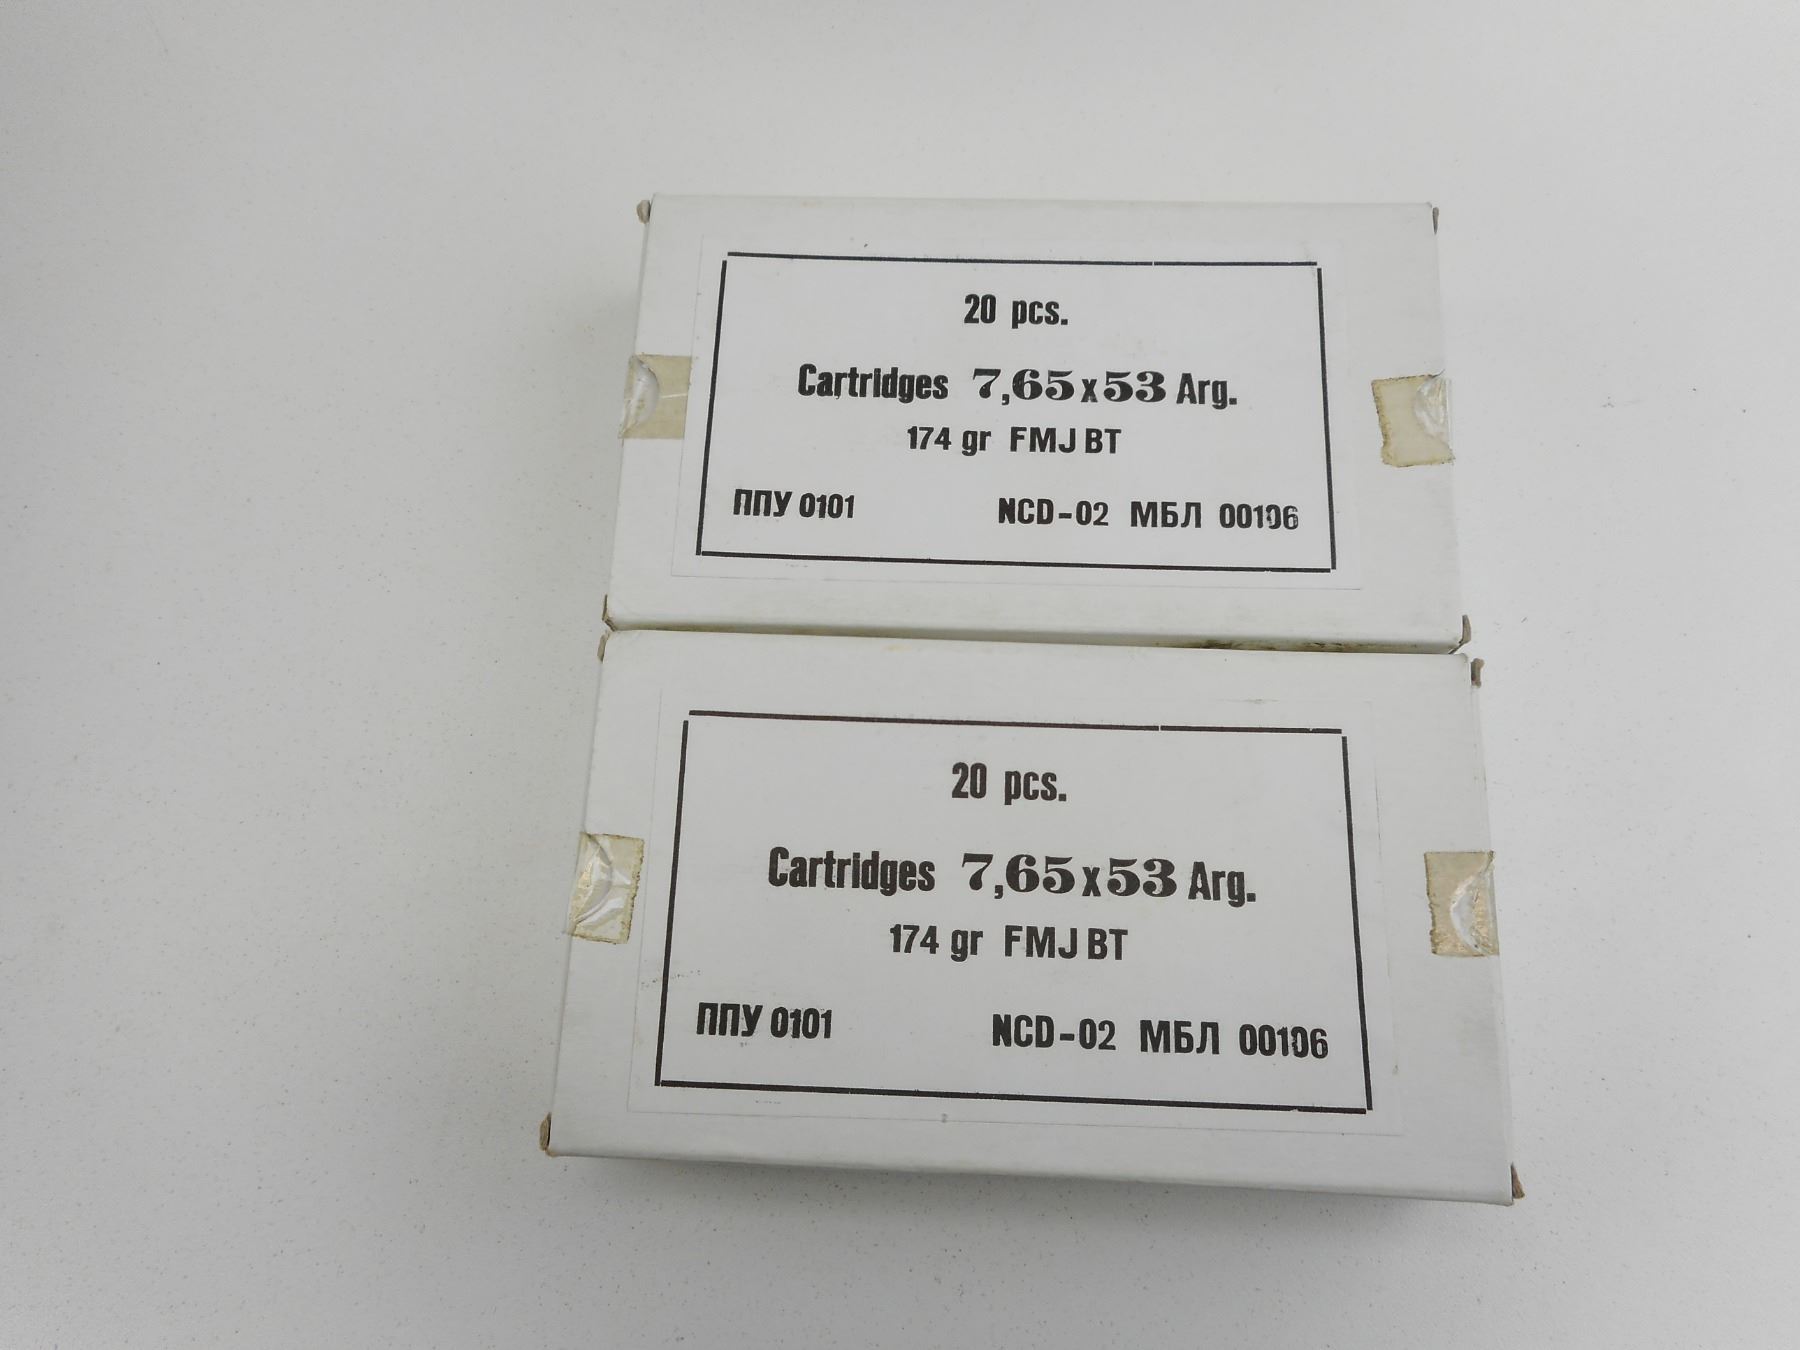 20 pcs.
Cartridges 7,65x53 Arg.
174 gr FMJ BT
ППУ 0101 NCD-02 МБЛ 00106
20 pcs.
Cartridges 7,65x53 Arg.
174 gr FMJ BT
ППУ 0101 NCD-02 МБЛ 00106